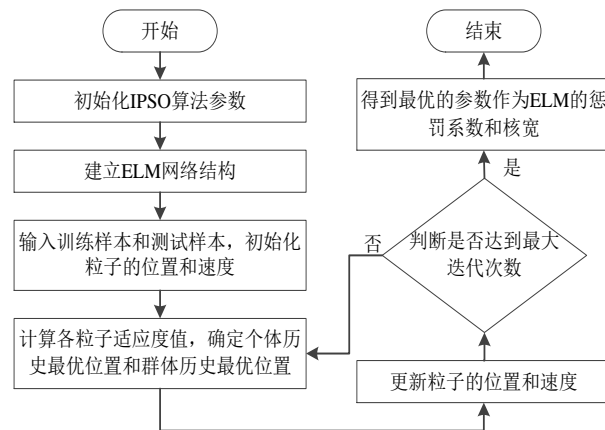 开始
初始化IPSO算法参数
建立ELM网络结构
输入训练样本和测试样本，初始化
粒子的位置和速度
计算各粒子适应度值，确定个体历
史最优位置和群体历史最优位置
更新粒子的位置和速度
判断是否达到最大
迭代次数
否
是
得到最优的参数作为ELM的惩
罚系数和核宽
结束